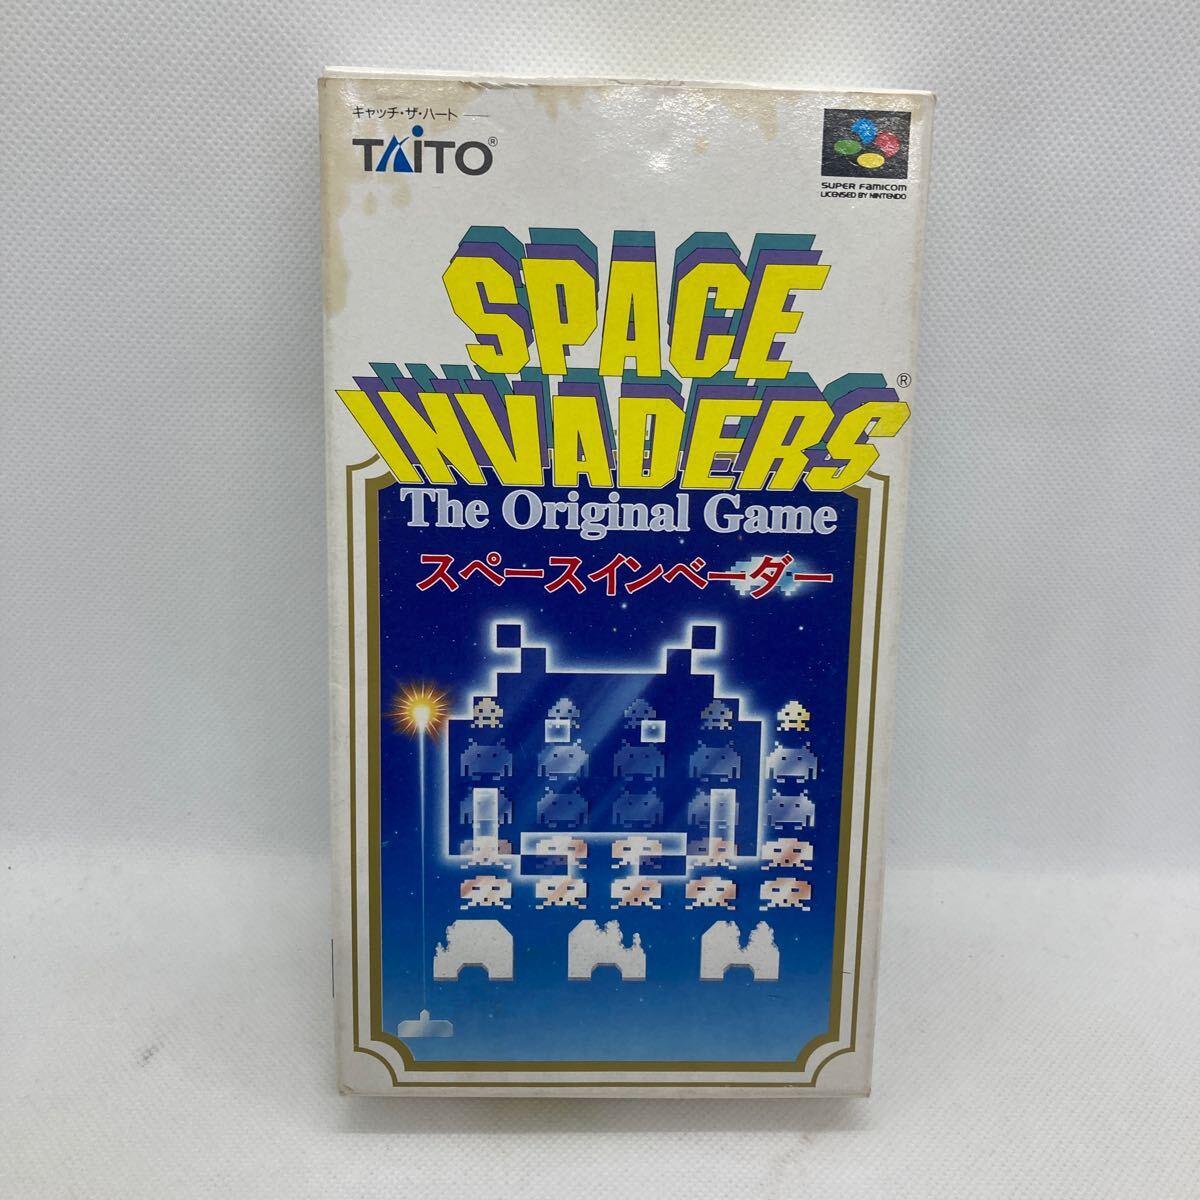 キャッチ・ザ・ハート
TAiTO®
SUPER FAMICOM
LICENSED BY NINTENDO
SPACE
INVADERS®
The Original Game
スペースインベーダー